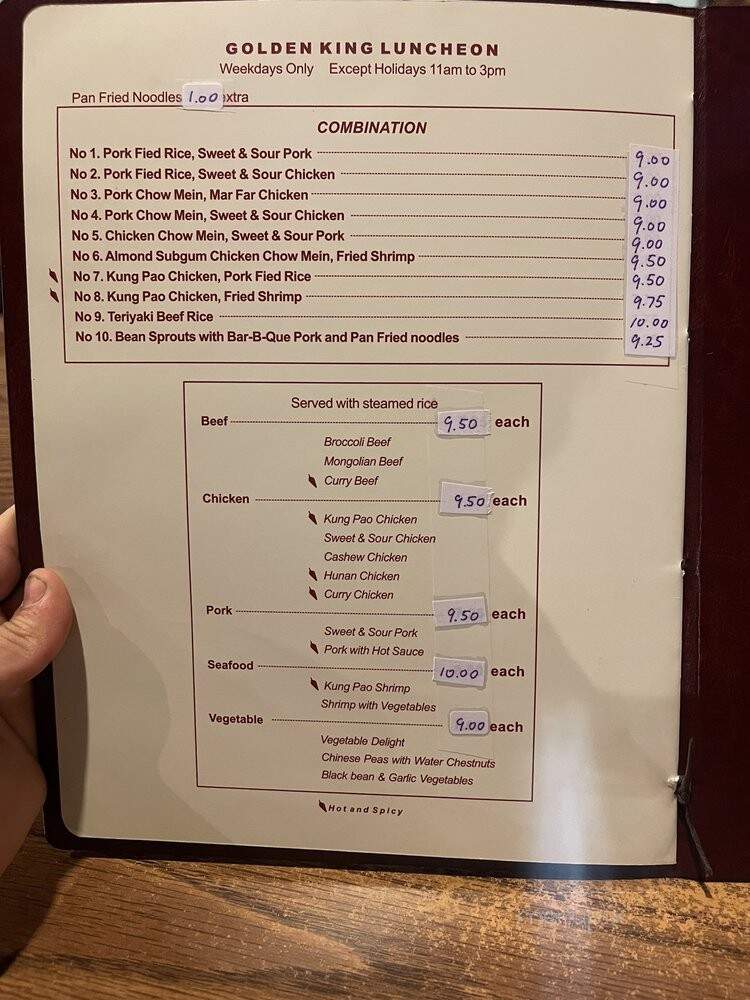 GOLDEN KING LUNCHEON
Weekdays Only Except Holidays 11am to 3pm
Pan Fried Noodles 1.00 extra
COMBINATION
No 1. Pork Fied Rice, Sweet & Sour Pork 9.00
No 2. Pork Fied Rice, Sweet & Sour Chicken 9.00
No 3. Pork Chow Mein, Mar Far Chicken 9.00
No 4. Pork Chow Mein, Sweet & Sour Chicken 9.00
No 5. Chicken Chow Mein, Sweet & Sour Pork 9.00
No 6. Almond Subgum Chicken Chow Mein, Fried Shrimp 9.50
No 7. Kung Pao Chicken, Pork Fied Rice 9.50
No 8. Kung Pao Chicken, Fried Shrimp 9.75
No 9. Teriyaki Beef Rice 10.00
No 10. Bean Sprouts with Bar-B-Que Pork and Pan Fried noodles 9.25
Served with steamed rice
Beef 9.50 each
Broccoli Beef
Mongolian Beef
Curry Beef
Chicken 9.50 each
Kung Pao Chicken
Sweet & Sour Chicken
Cashew Chicken
Hunan Chicken
Curry Chicken
Pork 9.50 each
Sweet & Sour Pork
Pork with Hot Sauce
Seafood 10.00 each
Kung Pao Shrimp
Shrimp with Vegetables
Vegetable 9.00 each
Vegetable Delight
Chinese Peas with Water Chestnuts
Black bean & Garlic Vegetables
Hot and Spicy